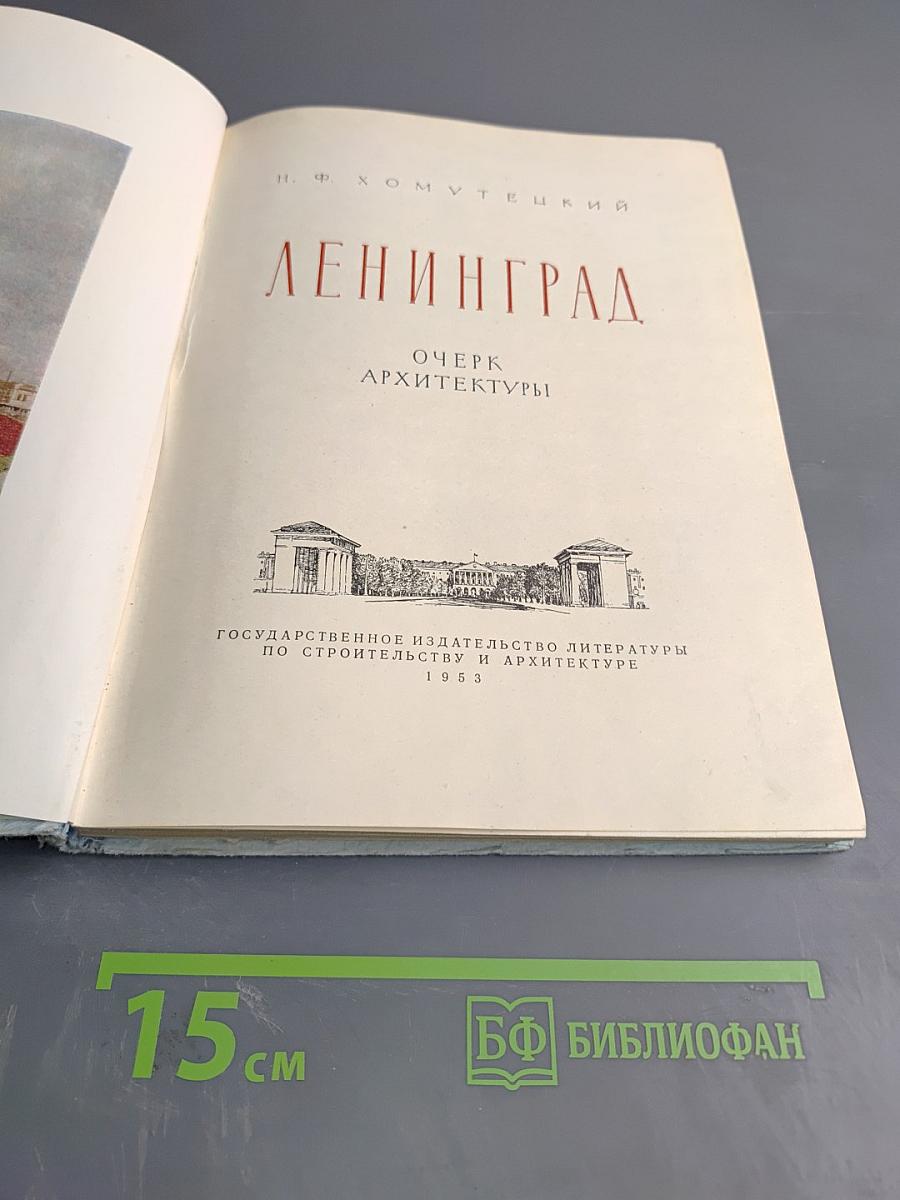 Н. Ф. ХОМУТЕЦКИЙ
ЛЕНИНГРАД
ОЧЕРК
АРХИТЕКТУРЫ
ГОСУДАРСТВЕННОЕ ИЗДАТЕЛЬСТВО ЛИТЕРАТУРЫ
ПО СТРОИТЕЛЬСТВУ И АРХИТЕКТУРЕ
1953
15 см
БФ БИБЛИОФАН